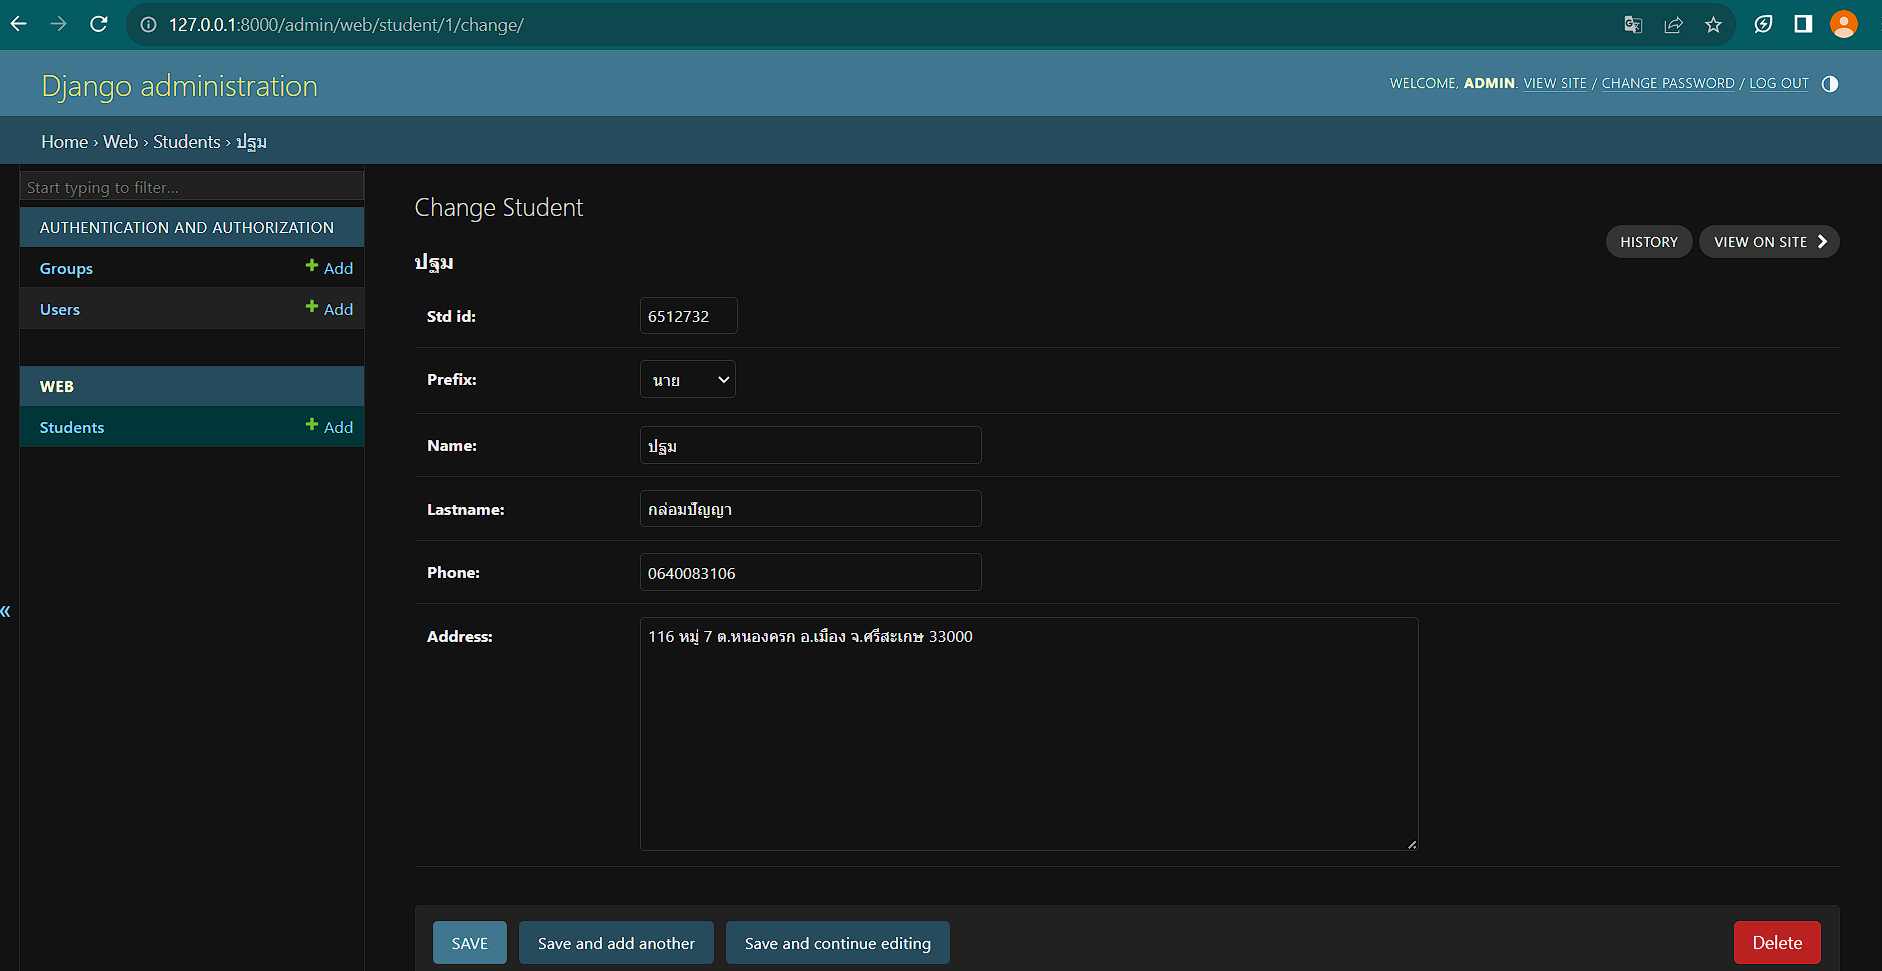 127.0.0.1:8000/admin/web/student/1/change/
Django administration
WELCOME, ADMIN. VIEW SITE / CHANGE PASSWORD / LOG OUT
Home › Web › Students › ปฐม
Start typing to filter...
AUTHENTICATION AND AUTHORIZATION
Groups + Add
Users + Add
WEB
Students + Add
«
Change Student
HISTORY VIEW ON SITE
ปฐม
Std id: 6512732
Prefix: นาย
Name: ปฐม
Lastname: กล่อมปัญญา
Phone: 0640083106
Address: 116 หมู่ 7 ต.หนองครก อ.เมือง จ.ศรีสะเกษ 33000
SAVE Save and add another Save and continue editing Delete